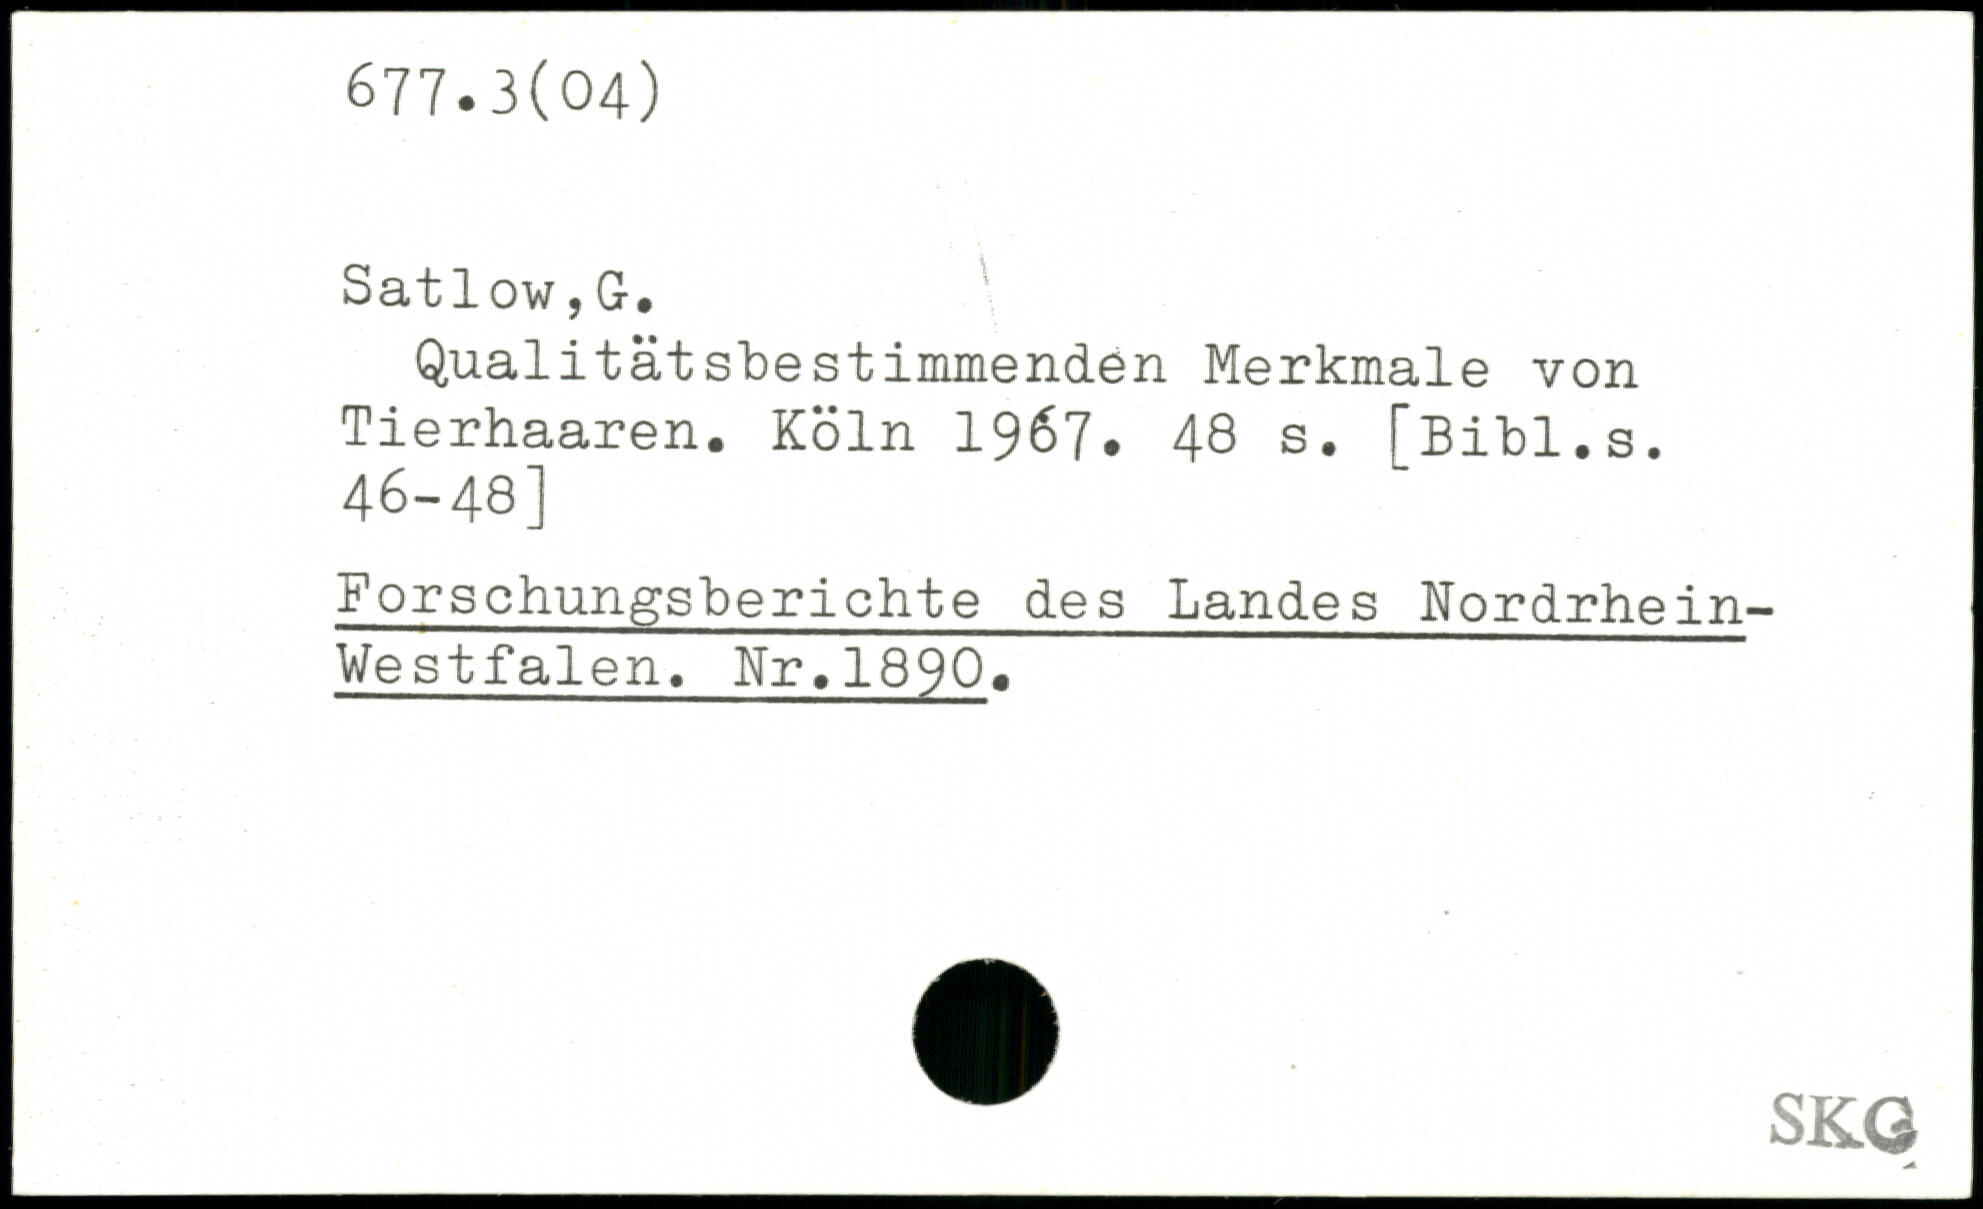 677.3(04)
Satlow,G.
Qualitätsbestimmenden Merkmale von
Tierhaaren. Köln 1967. 48 s. [Bibl.s.
46-48]
Forschungsberichte des Landes Nordrhein-
Westfalen. Nr.1890.
SKG